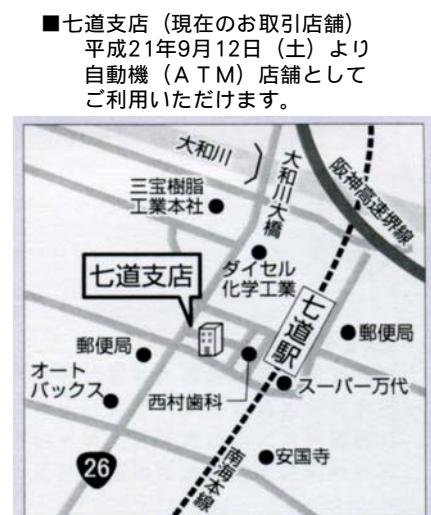 ■七道支店（現在のお取引店舗）
平成21年9月12日（土）より
自動機（ＡＴＭ）店舗として
ご利用いただけます。
大和川
大和川大橋
阪神高速堺線
三宝樹脂
工業本社
ダイセル
化学工業
七道支店
七道駅
郵便局
郵便局
オート
バックス
西村歯科
スーパー万代
26
南海本線
安国寺